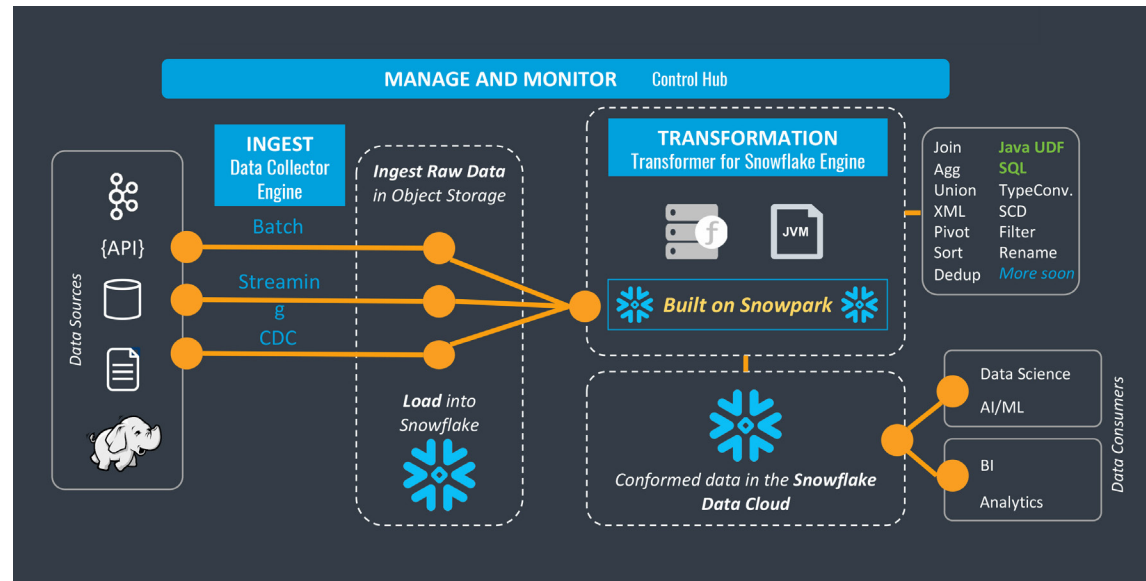 MANAGE AND MONITOR Control Hub
INGEST
Data Collector
Engine
Data Sources
{API}
Batch
Streamin
g
CDC
Ingest Raw Data
in Object Storage
Load into
Snowflake
TRANSFORMATION
Transformer for Snowflake Engine
f
JVM
Built on Snowpark
Join Java UDF
Agg SQL
Union TypeConv.
XML SCD
Pivot Filter
Sort Rename
Dedup More soon
Conformed data in the Snowflake
Data Cloud
Data Science
AI/ML
BI
Analytics
Data Consumers